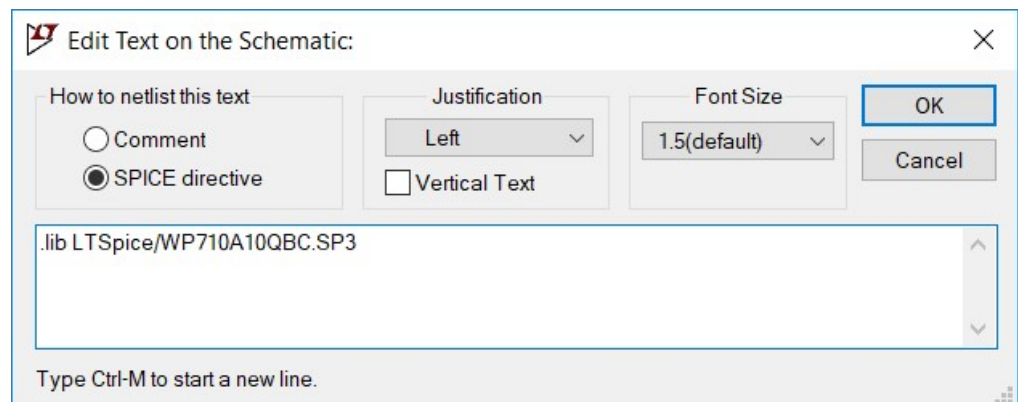 Edit Text on the Schematic:
How to netlist this text
Comment
SPICE directive
Justification
Left
Vertical Text
Font Size
1.5(default)
OK
Cancel
.lib LTSpice/WP710A10QBC.SP3
Type Ctrl-M to start a new line.